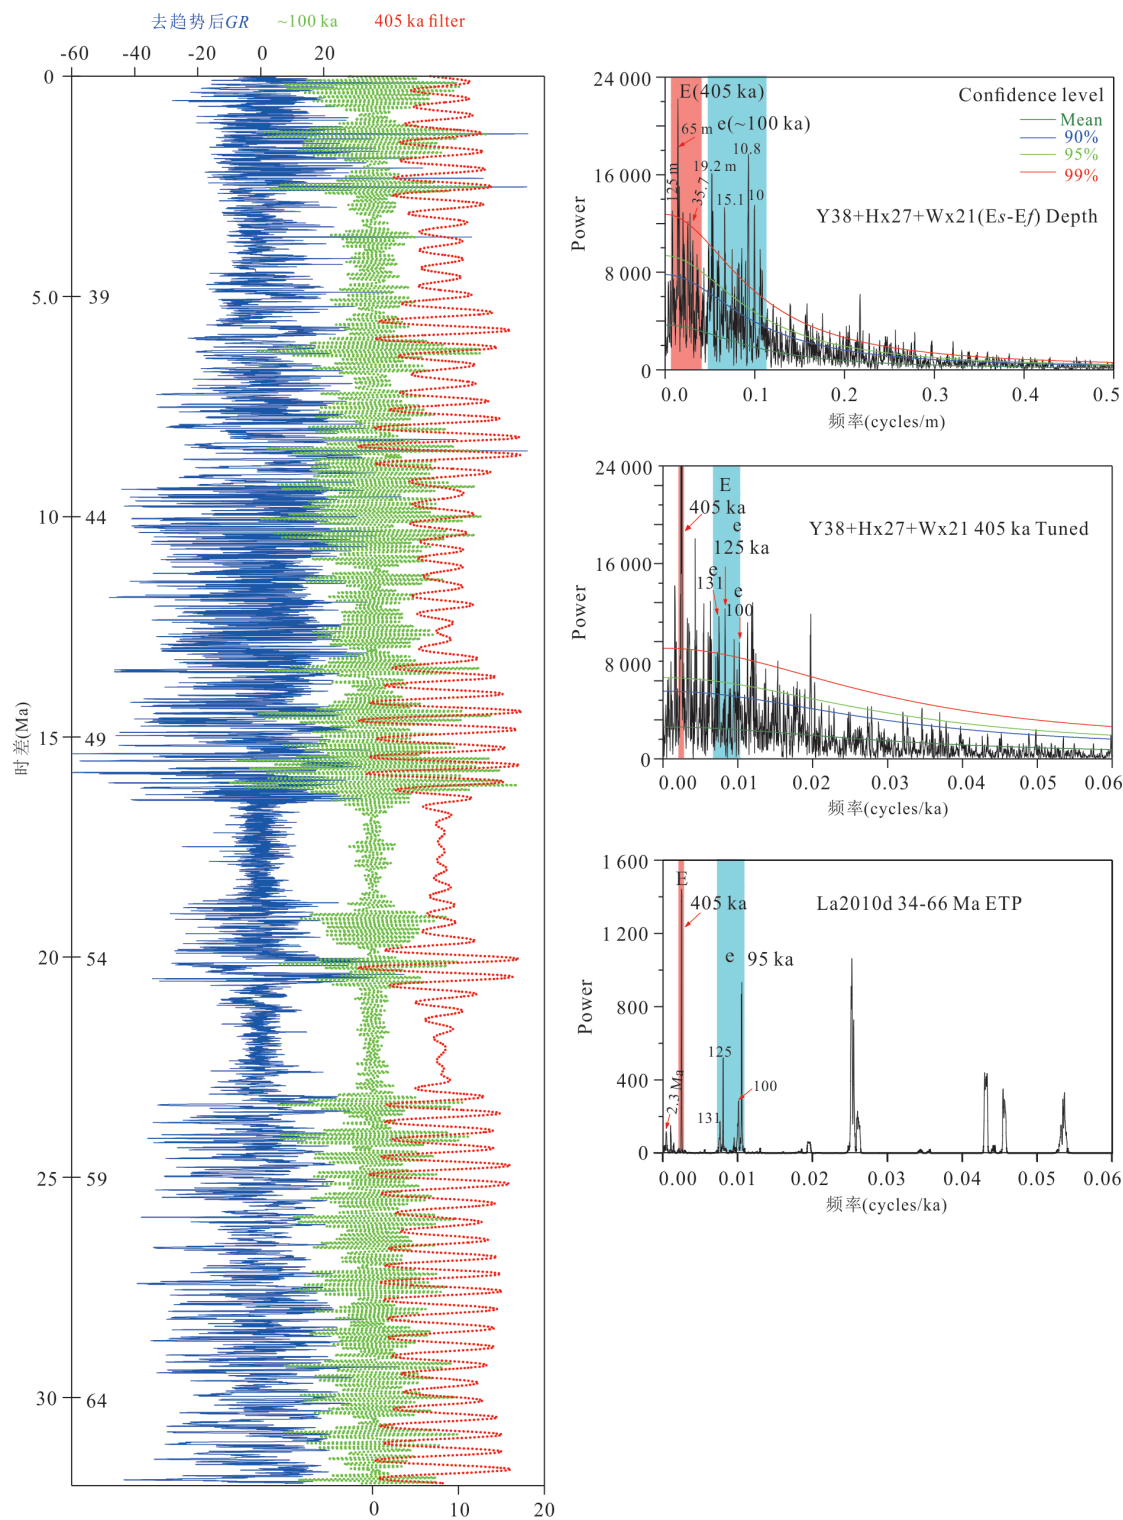 去趋势后GR ~100 ka 405 ka filter
-60 -40 -20 0 20
0
5.0
10
15
20
25
30
39
44
49
54
59
64
时差(Ma)
0 10 20
24 000
16 000
8 000
0
Power
E(405 ka)
65 m
e(~100 ka)
125 m
35.7
19.2 m
10.8
15.1
10
Confidence level
Mean
90%
95%
99%
Y38+Hx27+Wx21(Es-Ef) Depth
0.0 0.1 0.2 0.3 0.4 0.5
频率(cycles/m)
24 000
16 000
8 000
0
Power
E
405 ka
e
125 ka
e
131
e
100
Y38+Hx27+Wx21 405 ka Tuned
0.00 0.01 0.02 0.03 0.04 0.05 0.06
频率(cycles/ka)
1 600
1 200
800
400
0
Power
E
405 ka
La2010d 34-66 Ma ETP
e 95 ka
125
2.3 Ma
100
131
0.00 0.01 0.02 0.03 0.04 0.05 0.06
频率(cycles/ka)